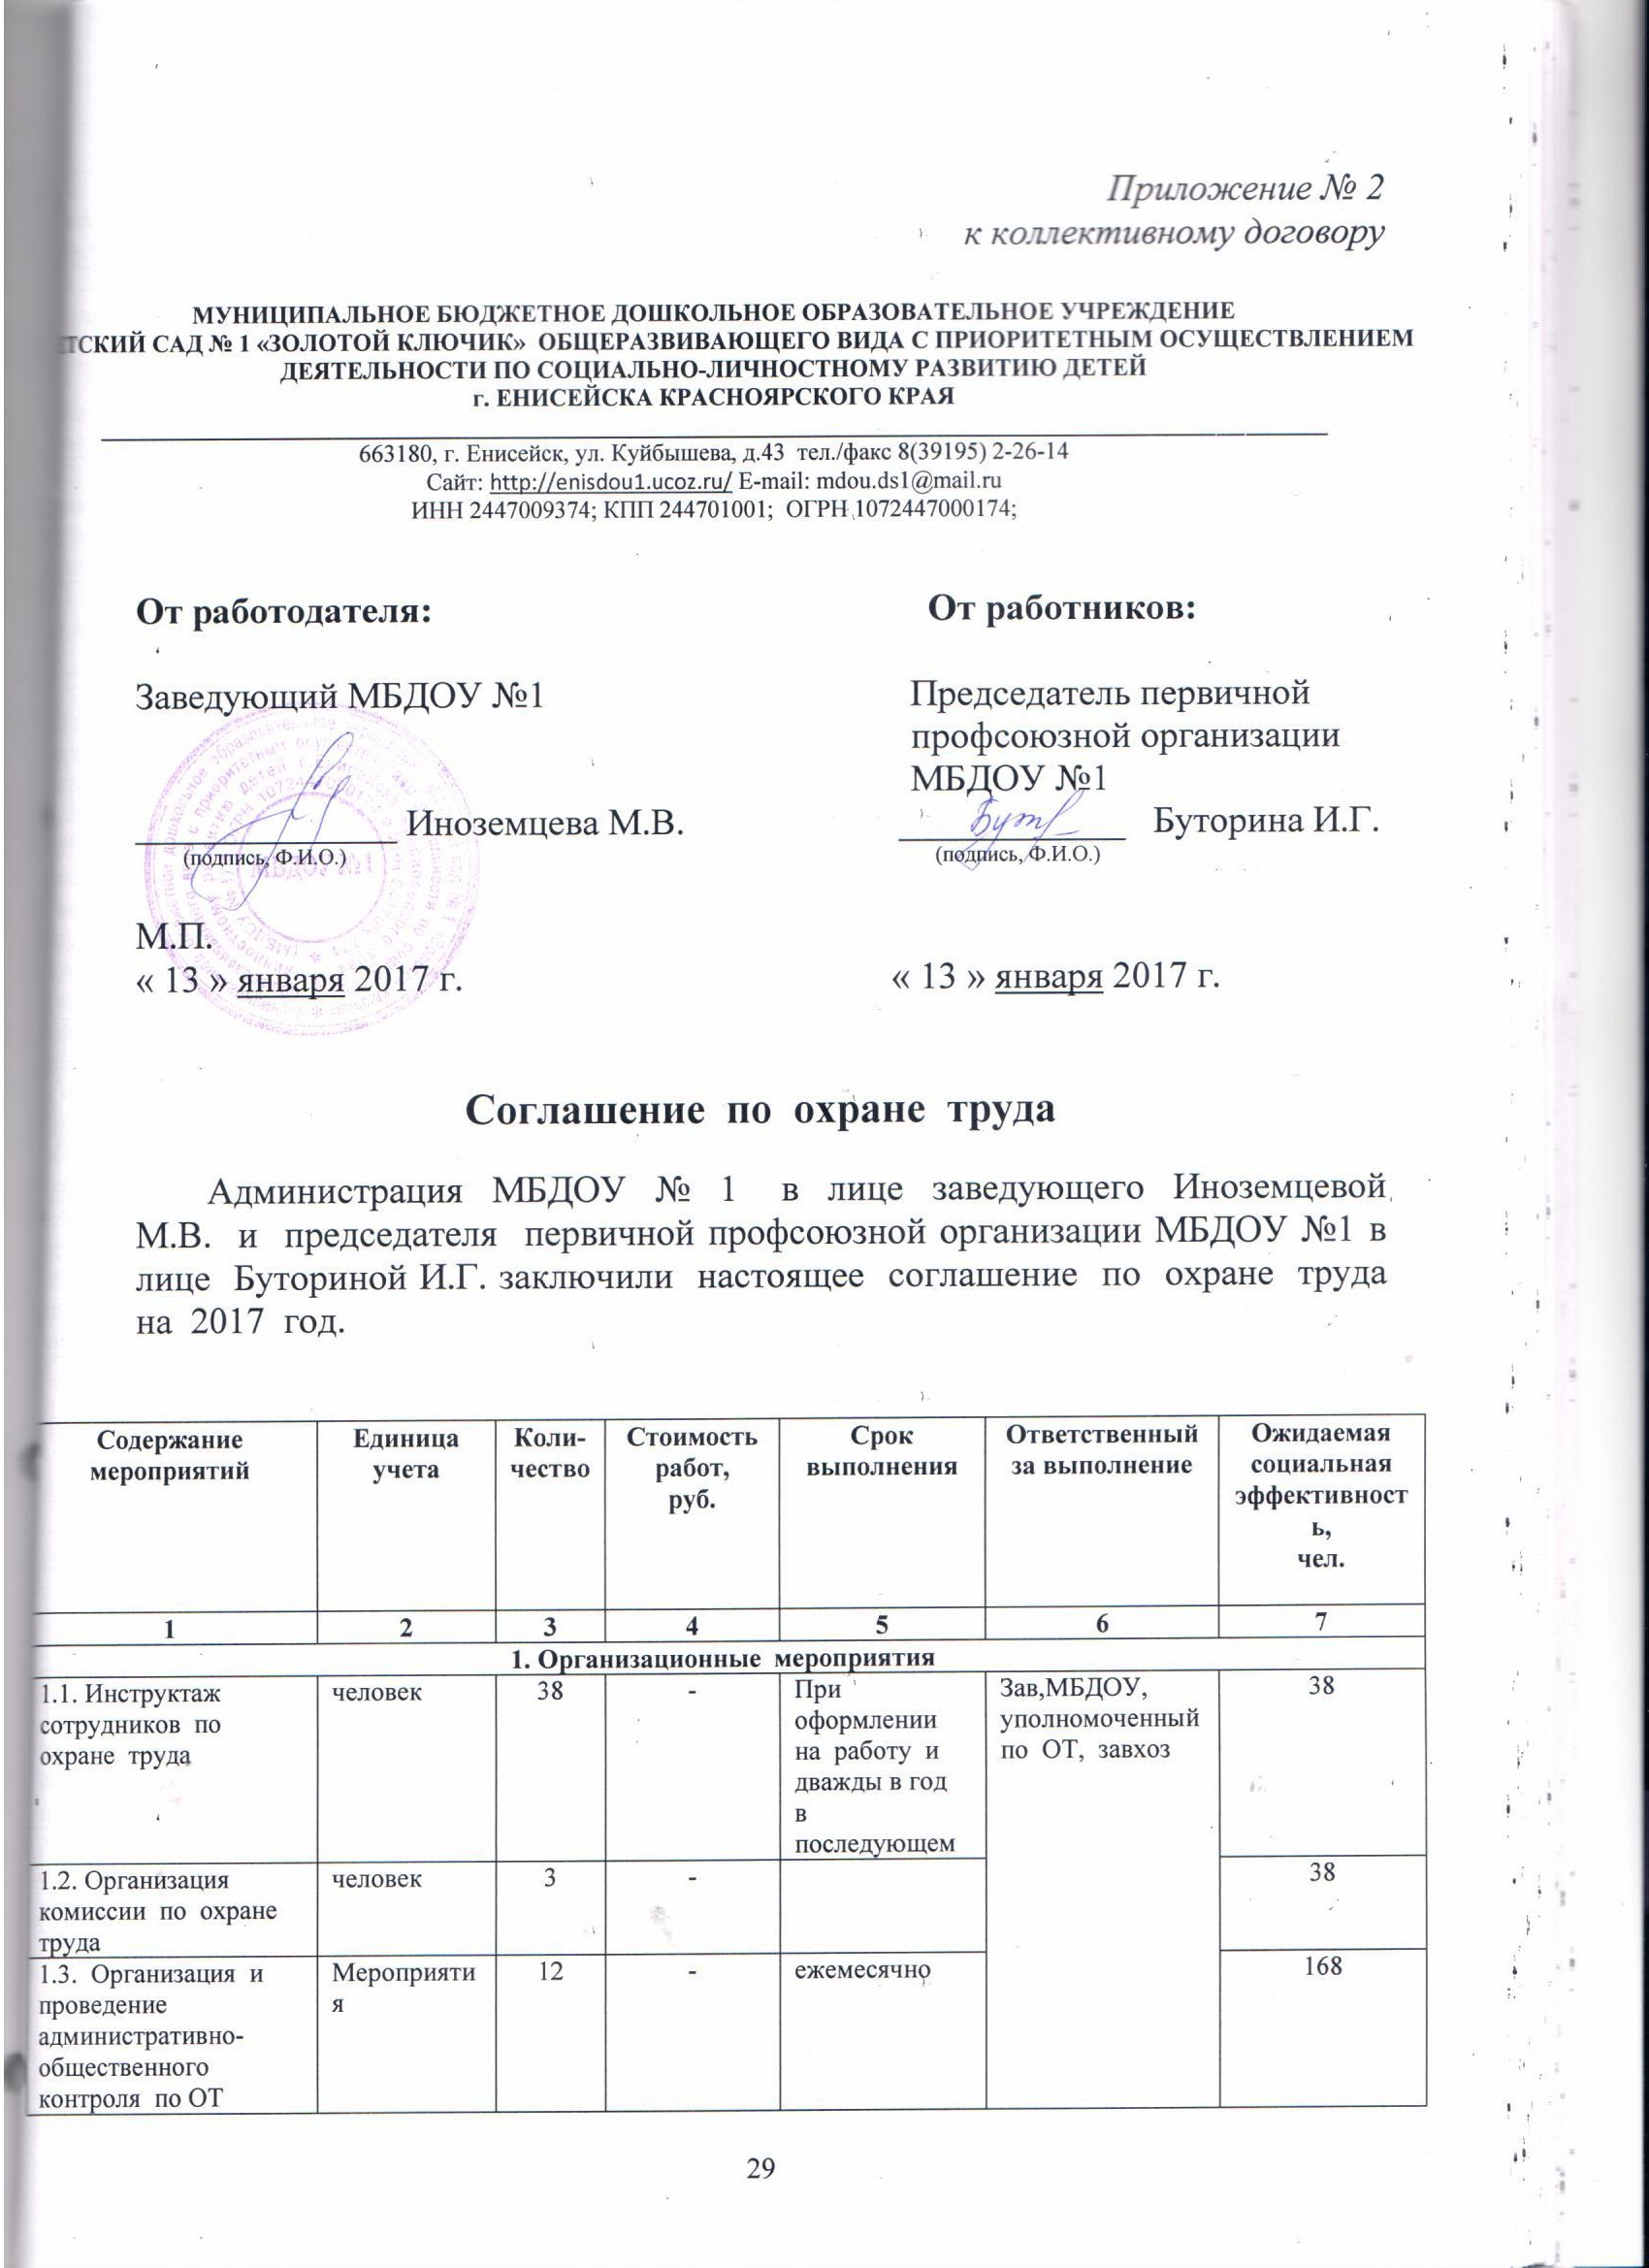 Приложение № 2
к коллективному договору
МУНИЦИПАЛЬНОЕ БЮДЖЕТНОЕ ДОШКОЛЬНОЕ ОБРАЗОВАТЕЛЬНОЕ УЧРЕЖДЕНИЕ
ТСКИЙ САД № 1 «ЗОЛОТОЙ КЛЮЧИК» ОБЩЕРАЗВИВАЮЩЕГО ВИДА С ПРИОРИТЕТНЫМ ОСУЩЕСТВЛЕНИЕМ
ДЕЯТЕЛЬНОСТИ ПО СОЦИАЛЬНО-ЛИЧНОСТНОМУ РАЗВИТИЮ ДЕТЕЙ
г. ЕНИСЕЙСКА КРАСНОЯРСКОГО КРАЯ
663180, г. Енисейск, ул. Куйбышева, д.43 тел./факс 8(39195) 2-26-14
Сайт: http://enisdou1.ucoz.ru/ E-mail: mdou.ds1@mail.ru
ИНН 2447009374; КПП 244701001; ОГРН 1072447000174;
От работодателя:
Заведующий МБДОУ №1
Иноземцева М.В.
(подпись, Ф.И.О.)
МБДОУ №1
М.П.
« 13 » января 2017 г.
От работников:
Председатель первичной
профсоюзной организации
МБДОУ №1
Буторина И.Г.
(подпись, Ф.И.О.)
« 13 » января 2017 г.
Соглашение по охране труда
Администрация МБДОУ № 1 в лице заведующего Иноземцевой
М.В. и председателя первичной профсоюзной организации МБДОУ №1 в
лице Буториной И.Г. заключили настоящее соглашение по охране труда
на 2017 год.
Содержание
мероприятий
Единица
учета
Коли-
чество
Стоимость
работ,
руб.
Срок
выполнения
Ответственный
за выполнение
Ожидаемая
социальная
эффективност
ь,
чел.
1 2 3 4 5 6 7
1. Организационные мероприятия
1.1. Инструктаж
сотрудников по
охране труда
человек
38
-
При
оформлении
на работу и
дважды в год
в
последующем
Зав,МБДОУ,
уполномоченный
по ОТ, завхоз
38
1.2. Организация
комиссии по охране
труда
человек
3
-
38
1.3. Организация и
проведение
административно-
общественного
контроля по ОТ
Мероприяти
я
12
-
ежемесячно
168
29